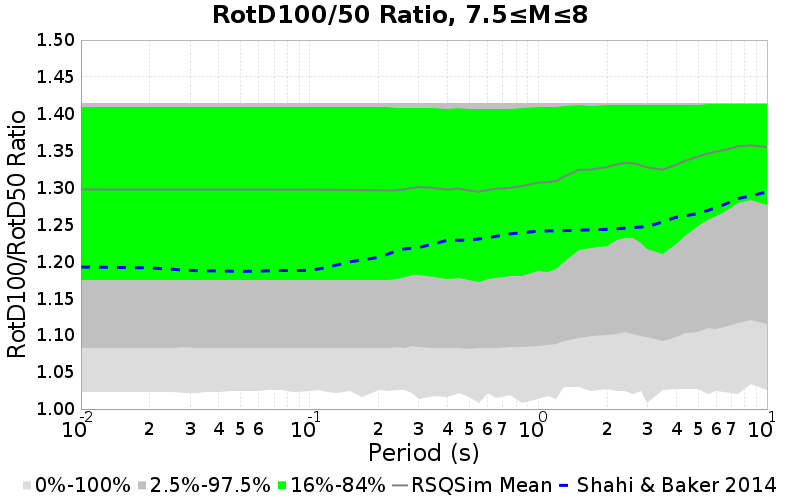 RotD100/50 Ratio, 7.5≤M≤8
RotD100/RotD50 Ratio
1.50
1.45
1.40
1.35
1.30
1.25
1.20
1.15
1.10
1.05
1.00
10-2 2 3 4 5 6 10-1 2 3 4 5 6 7 100 2 3 4 5 6 7 101
Period (s)
0%-100% 2.5%-97.5% 16%-84% RSQSim Mean Shahi & Baker 2014